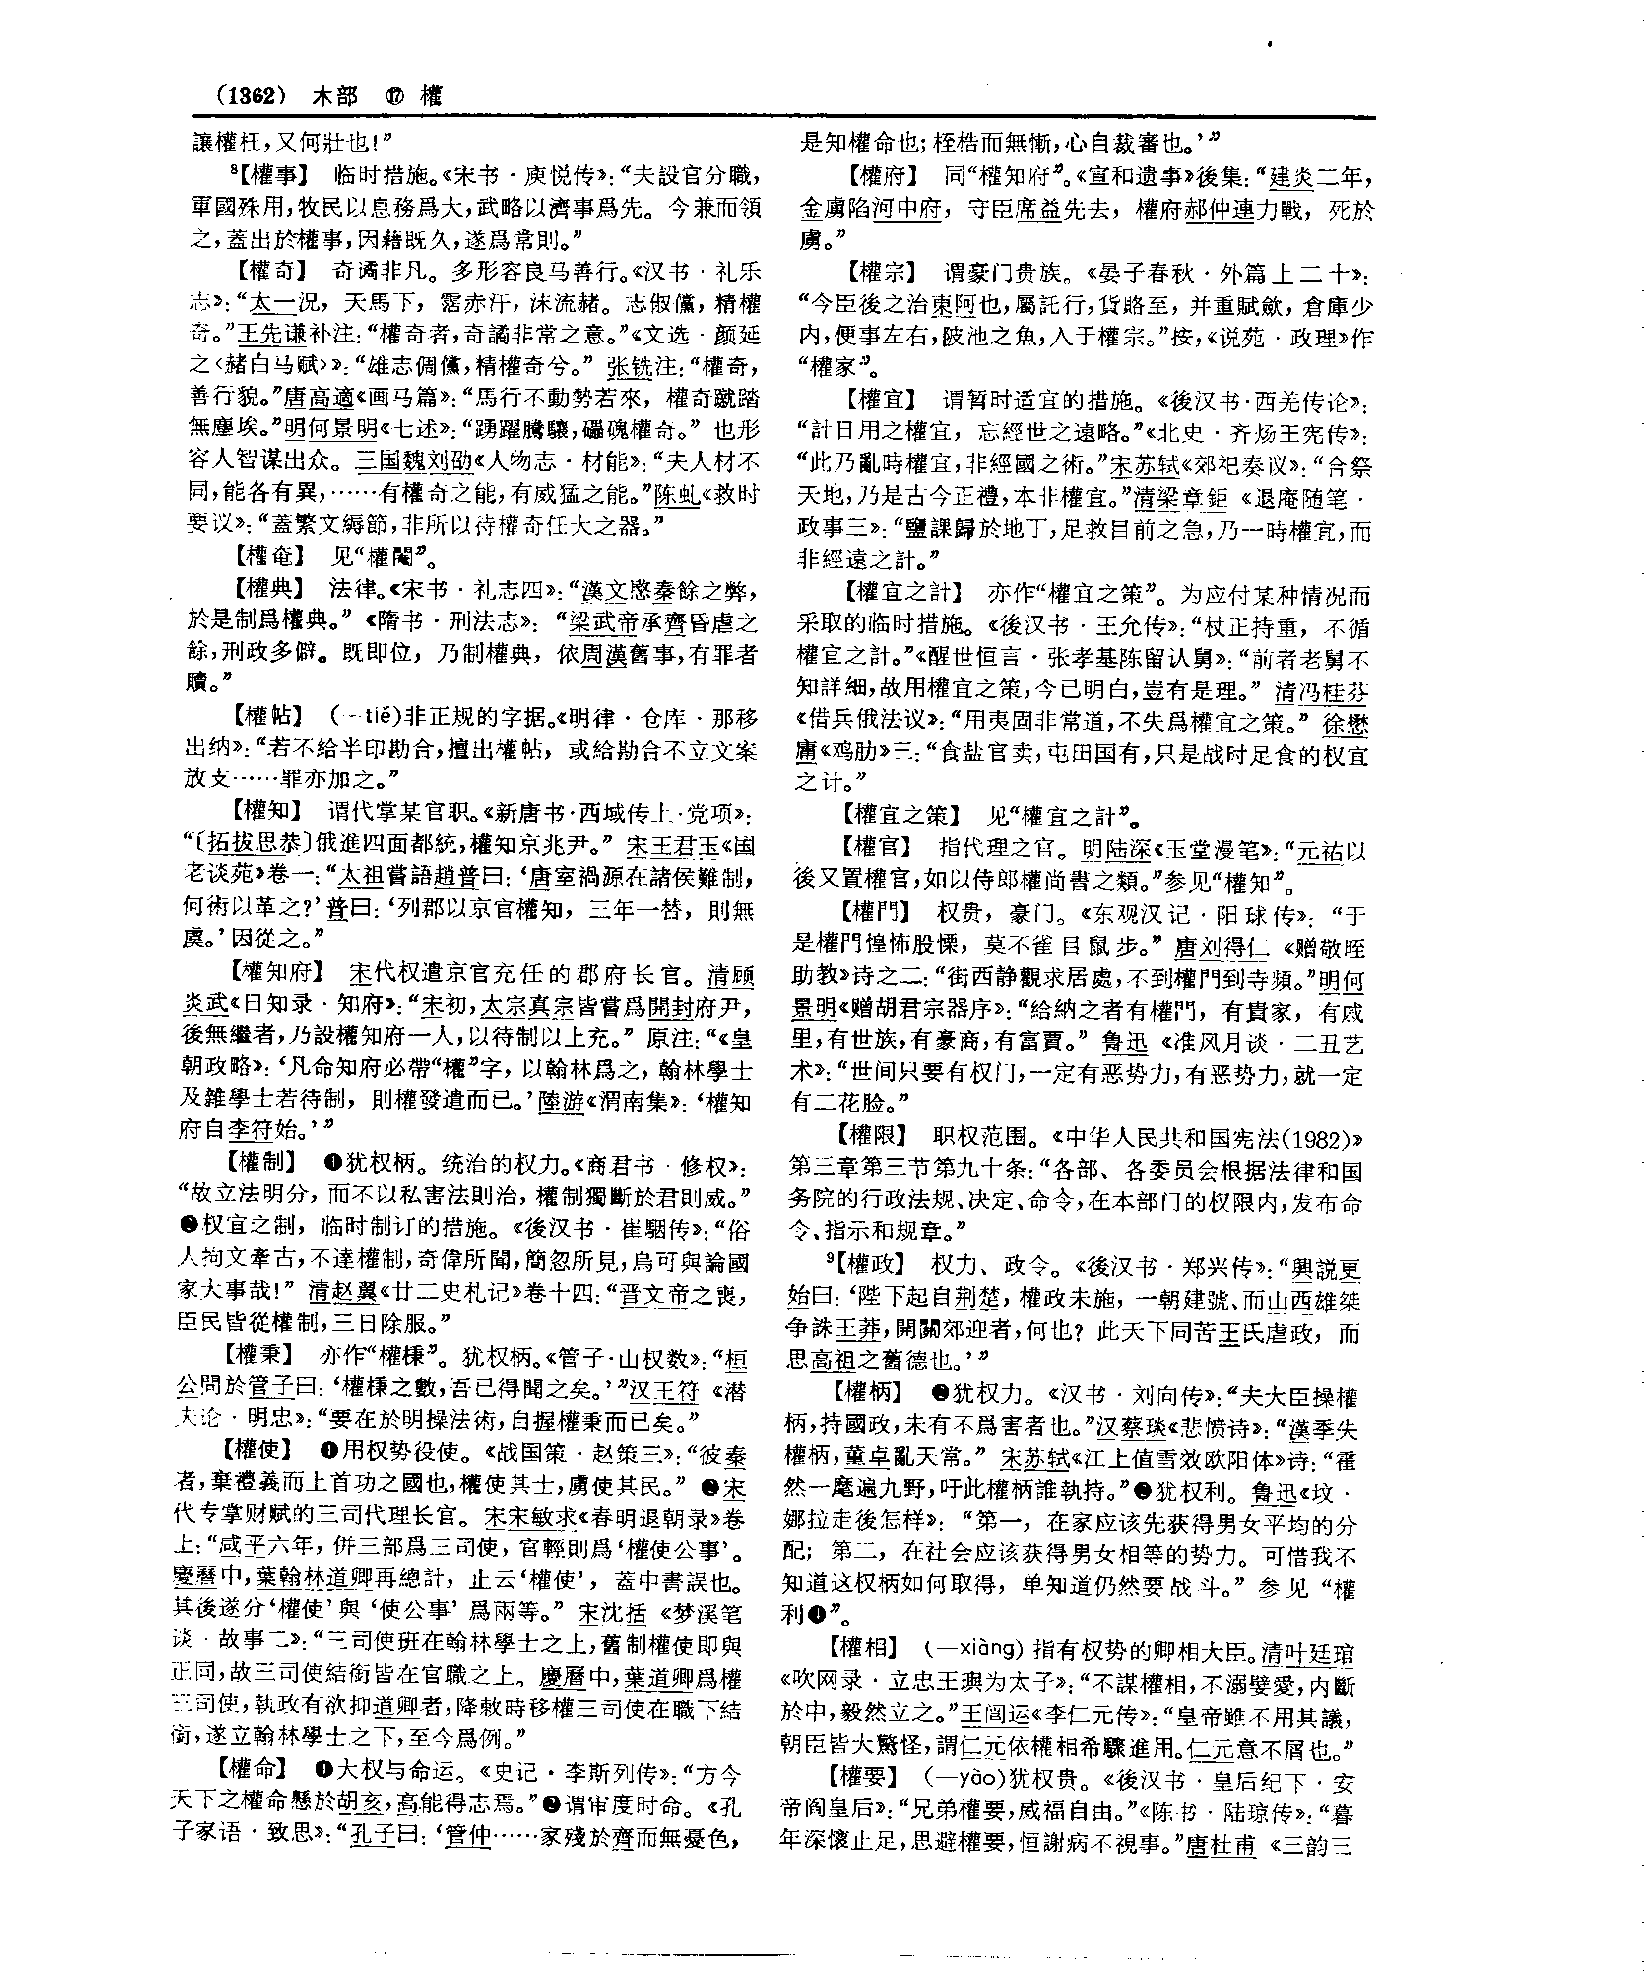 (1362) 木部 ⑰ 權
讓權枉,又何壯也!”
⁸【權事】 临时措施。《宋书·庾悦传》:“夫設官分職,
軍國殊用,牧民以息務爲大,武略以濟事爲先。今兼而領
之,蓋出於權事,因藉既久,遂爲常則。”
【權奇】 奇譎非凡。多形容良马善行。《汉书·礼乐
志》:“太一況,天馬下,霑赤汗,沬流赭。志俶儻,精權
奇。”王先谦补注:“權奇者,奇譎非常之意。”《文选·颜延
之〈赭白马赋〉》:“雄志倜儻,精權奇兮。”张铣注:“權奇,
善行貌。”唐高適《画马篇》:“馬行不動勢若來,權奇蹴踏
無塵埃。”明何景明《七述》:“踴躍騰驤,礧磈權奇。”也形
容人智谋出众。三国魏刘劭《人物志·材能》:“夫人材不
同,能各有異,……有權奇之能,有威猛之能。”陈虬《救时
要议》:“蓋繁文縟節,非所以待權奇任大之器。”
【權奄】 见“權閹”。
【權典】 法律。《宋书·礼志四》:“漢文愍秦餘之弊,
於是制爲權典。”《隋书·刑法志》:“梁武帝承齊昏虐之
餘,刑政多僻。既即位,乃制權典,依周漢舊事,有罪者
贖。”
【權帖】 (—tiě)非正规的字据。《明律·仓库·那移
出纳》:“若不给半印勘合,擅出權帖,或給勘合不立文案
放支……罪亦加之。”
【權知】 谓代掌某官职。《新唐书·西域传上·党项》:
“〔拓拔思恭〕俄進四面都統,權知京兆尹。”宋王君玉《国
老谈苑》卷一:“太祖嘗語趙普曰:‘唐室禍源在諸侯難制,
何術以革之?’普曰:‘列郡以京官權知,三年一替,則無
虞。’因從之。”
【權知府】 宋代权遣京官充任的郡府长官。清顾
炎武《日知录·知府》:“宋初,太宗真宗皆嘗爲開封府尹,
後無繼者,乃設權知府一人,以待制以上充。”原注:“《皇
朝政略》:‘凡命知府必帶“權”字,以翰林爲之,翰林學士
及雜學士若待制,則權發遣而已。’陸游《渭南集》:‘權知
府自李符始。’”
【權制】 ❶犹权柄。统治的权力。《商君书·修权》:
“故立法明分,而不以私害法則治,權制獨斷於君則威。”
❷权宜之制,临时制订的措施。《後汉书·崔駰传》:“俗
人拘文牽古,不達權制,奇偉所聞,簡忽所見,烏可與論國
家大事哉!”清赵翼《廿二史札记》卷十四:“晋文帝之喪,
臣民皆從權制,三日除服。”
【權秉】 亦作“權棅”。犹权柄。《管子·山权数》:“桓
公問於管子曰:‘權棅之數,吾已得聞之矣。’”汉王符《潜
夫论·明忠》:“要在於明操法術,自握權秉而已矣。”
【權使】 ❶用权势役使。《战国策·赵策三》:“彼秦
者,棄禮義而上首功之國也,權使其士,虜使其民。”❷宋
代专掌财赋的三司代理长官。宋宋敏求《春明退朝录》卷
上:“咸平六年,併三部爲三司使,官輕則爲‘權使公事’。
慶曆中,葉翰林道卿再總計,止云‘權使’,蓋中書誤也。
其後遂分‘權使’與‘使公事’爲兩等。”宋沈括《梦溪笔
谈·故事二》:“三司使班在翰林學士之上,舊制權使即與
正同,故三司使結銜皆在官職之上。慶曆中,葉道卿爲權
三司使,執政有欲抑道卿者,降敕時移權三司使在職下結
銜,遂立翰林學士之下,至今爲例。”
【權命】 ❶大权与命运。《史记·李斯列传》:“方今
天下之權命懸於胡亥,高能得志焉。”❷谓审度时命。《孔
子家语·致思》:“孔子曰:‘管仲……家殘於齊而無憂色,
是知權命也;桎梏而無慚,心自裁審也。’”
【權府】 同“權知府”。《宣和遗事》後集:“建炎二年,
金虜陷河中府,守臣席益先去,權府郝仲連力戰,死於
虜。”
【權宗】 谓豪门贵族。《晏子春秋·外篇上二十》:
“今臣後之治東阿也,屬託行,貨賂至,并重賦歛,倉庫少
内,便事左右,陂池之魚,入于權宗。”按,《说苑·政理》作
“權家”。
【權宜】 谓暂时适宜的措施。《後汉书·西羌传论》:
“計日用之權宜,忘經世之遠略。”《北史·齐炀王宪传》:
“此乃亂時權宜,非經國之術。”宋苏轼《郊祀奏议》:“合祭
天地,乃是古今正禮,本非權宜。”清梁章鉅《退庵随笔·
政事三》:“鹽課歸於地丁,足救目前之急,乃一時權宜,而
非經遠之計。”
【權宜之計】 亦作“權宜之策”。为应付某种情况而
采取的临时措施。《後汉书·王允传》:“杖正持重,不循
權宜之計。”《醒世恒言·张孝基陈留认舅》:“前者老舅不
知詳細,故用權宜之策,今已明白,豈有是理。”清冯桂芬
《借兵俄法议》:“用夷固非常道,不失爲權宜之策。”徐懋
庸《鸡肋》三:“食盐官卖,屯田国有,只是战时足食的权宜
之计。”
【權宜之策】 见“權宜之計”。
【權官】 指代理之官。明陆深《玉堂漫笔》:“元祐以
後又置權官,如以侍郎權尚書之類。”参见“權知”。
【權門】 权贵,豪门。《东观汉记·阳球传》:“于
是權門惶怖股慄,莫不雀目鼠步。”唐刘得仁《赠敬晊
助教》诗之二:“街西静觀求居處,不到權門到寺頻。”明何
景明《赠胡君宗器序》:“給納之者有權門,有貴家,有戚
里,有世族,有豪商,有富賈。”鲁迅《准风月谈·二丑艺
术》:“世间只要有权门,一定有恶势力,有恶势力,就一定
有二花脸。”
【權限】 职权范围。《中华人民共和国宪法(1982)》
第三章第三节第九十条:“各部、各委员会根据法律和国
务院的行政法规、决定、命令,在本部门的权限内,发布命
令、指示和规章。”
⁹【權政】 权力、政令。《後汉书·郑兴传》:“興説更
始曰:‘陛下起自荆楚,權政未施,一朝建號、而山西雄桀
争誅王莽,開關郊迎者,何也?此天下同苦王氏虐政,而
思高祖之舊德也。’”
【權柄】 ❶犹权力。《汉书·刘向传》:“夫大臣操權
柄,持國政,未有不爲害者也。”汉蔡琰《悲愤诗》:“漢季失
權柄,董卓亂天常。”宋苏轼《江上值雪效欧阳体》诗:“霍
然一麾遍九野,吁此權柄誰執持。”❷犹权利。鲁迅《坟·
娜拉走後怎样》:“第一,在家应该先获得男女平均的分
配;第二,在社会应该获得男女相等的势力。可惜我不
知道这权柄如何取得,单知道仍然要战斗。”参见“權
利❶”。
【權相】 (—xiàng)指有权势的卿相大臣。清叶廷琯
《吹网录·立忠王璵为太子》:“不謀權相,不溺嬖愛,内斷
於中,毅然立之。”王闿运《李仁元传》:“皇帝雖不用其議,
朝臣皆大驚怪,謂仁元依權相希驟進用。仁元意不屑也。”
【權要】 (—yào)犹权贵。《後汉书·皇后纪下·安
帝阎皇后》:“兄弟權要,威福自由。”《陈书·陆琼传》:“暮
年深懷止足,思避權要,恒謝病不視事。”唐杜甫《三韵三